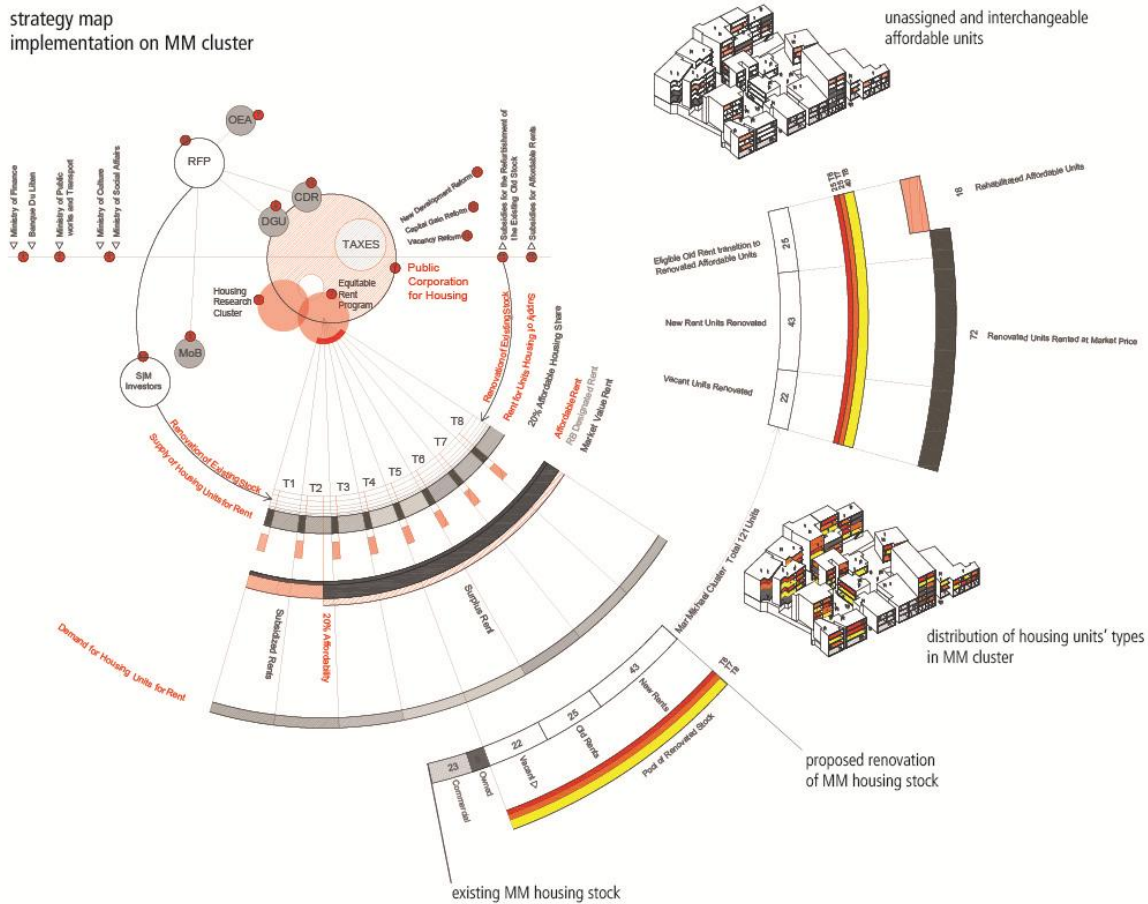 strategy map
implementation on MM cluster
unassigned and interchangeable
affordable units
OEA
RFP
CDR
DGU
TAXES
MoB
SJM
Investors
Ministry of Finance
Banque Du Liban
Ministry of Public
works and Transport
Ministry of Culture
Ministry of Social Affairs
New Development Reform
Capital Gain Reform
Vacancy Reform
Subsidies for the Refurbishment of
the Existing Old Stock
Subsidies for Affordable Rents
Public
Corporation
for Housing
Housing
Research
Cluster
Equitable
Rent
Program
Renovation of Existing Stock
Supply of Housing Units for Rent
Renovation of Existing Stock
Rent for Units Housing of Adding
20% Affordable Housing Share
Affordable Rent
RB Designated Rent
Market Value Rent
T1
T2
T3
T4
T5
T6
T7
T8
Demand for Housing Units for Rent
Subsidized Rents
20% Affordability
Surplus Rent
Eligible Old Rent transition to
Renovated Affordable Units
25
New Rent Units Renovated
43
Vacant Units Renovated
22
18
Rehabilitated Affordable Units
72
Renovated Units Rented at Market Price
Mar Mikhael Cluster Total 121 Units
distribution of housing units' types
in MM cluster
23
Commercial
Owned
22
Vacant
25
Old Rents
43
New Rents
Pool of Renovated Stock
proposed renovation
of MM housing stock
existing MM housing stock